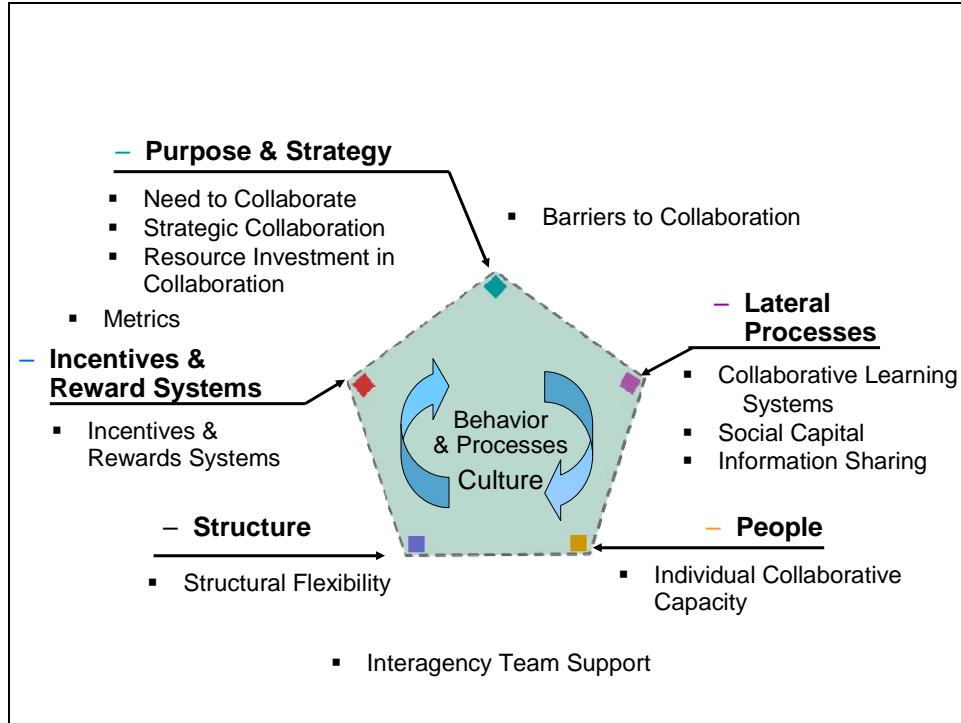 – Purpose & Strategy
▪ Need to Collaborate
▪ Strategic Collaboration
▪ Resource Investment in
Collaboration
▪ Barriers to Collaboration
▪ Metrics
– Incentives &
Reward Systems
▪ Incentives &
Rewards Systems
– Lateral
Processes
▪ Collaborative Learning
Systems
▪ Social Capital
▪ Information Sharing
Behavior
& Processes
Culture
– Structure
▪ Structural Flexibility
– People
▪ Individual Collaborative
Capacity
▪ Interagency Team Support